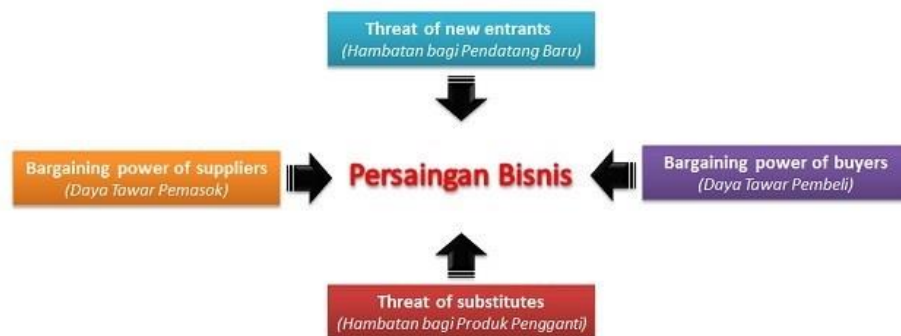 Threat of new entrants
(Hambatan bagi Pendatang Baru)
Bargaining power of suppliers
(Daya Tawar Pemasok)
Persaingan Bisnis
Bargaining power of buyers
(Daya Tawar Pembeli)
Threat of substitutes
(Hambatan bagi Produk Pengganti)